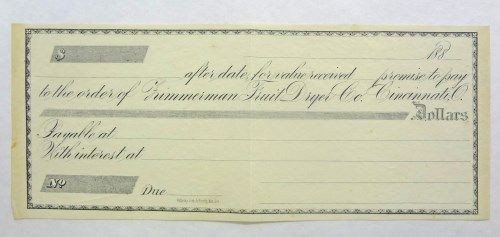 $ 188
after date, for value received promise to pay
to the order of Zimmerman Fruit Dryer Co. Cincinnati, O.
Dollars
Payable at
With interest at
No. Due